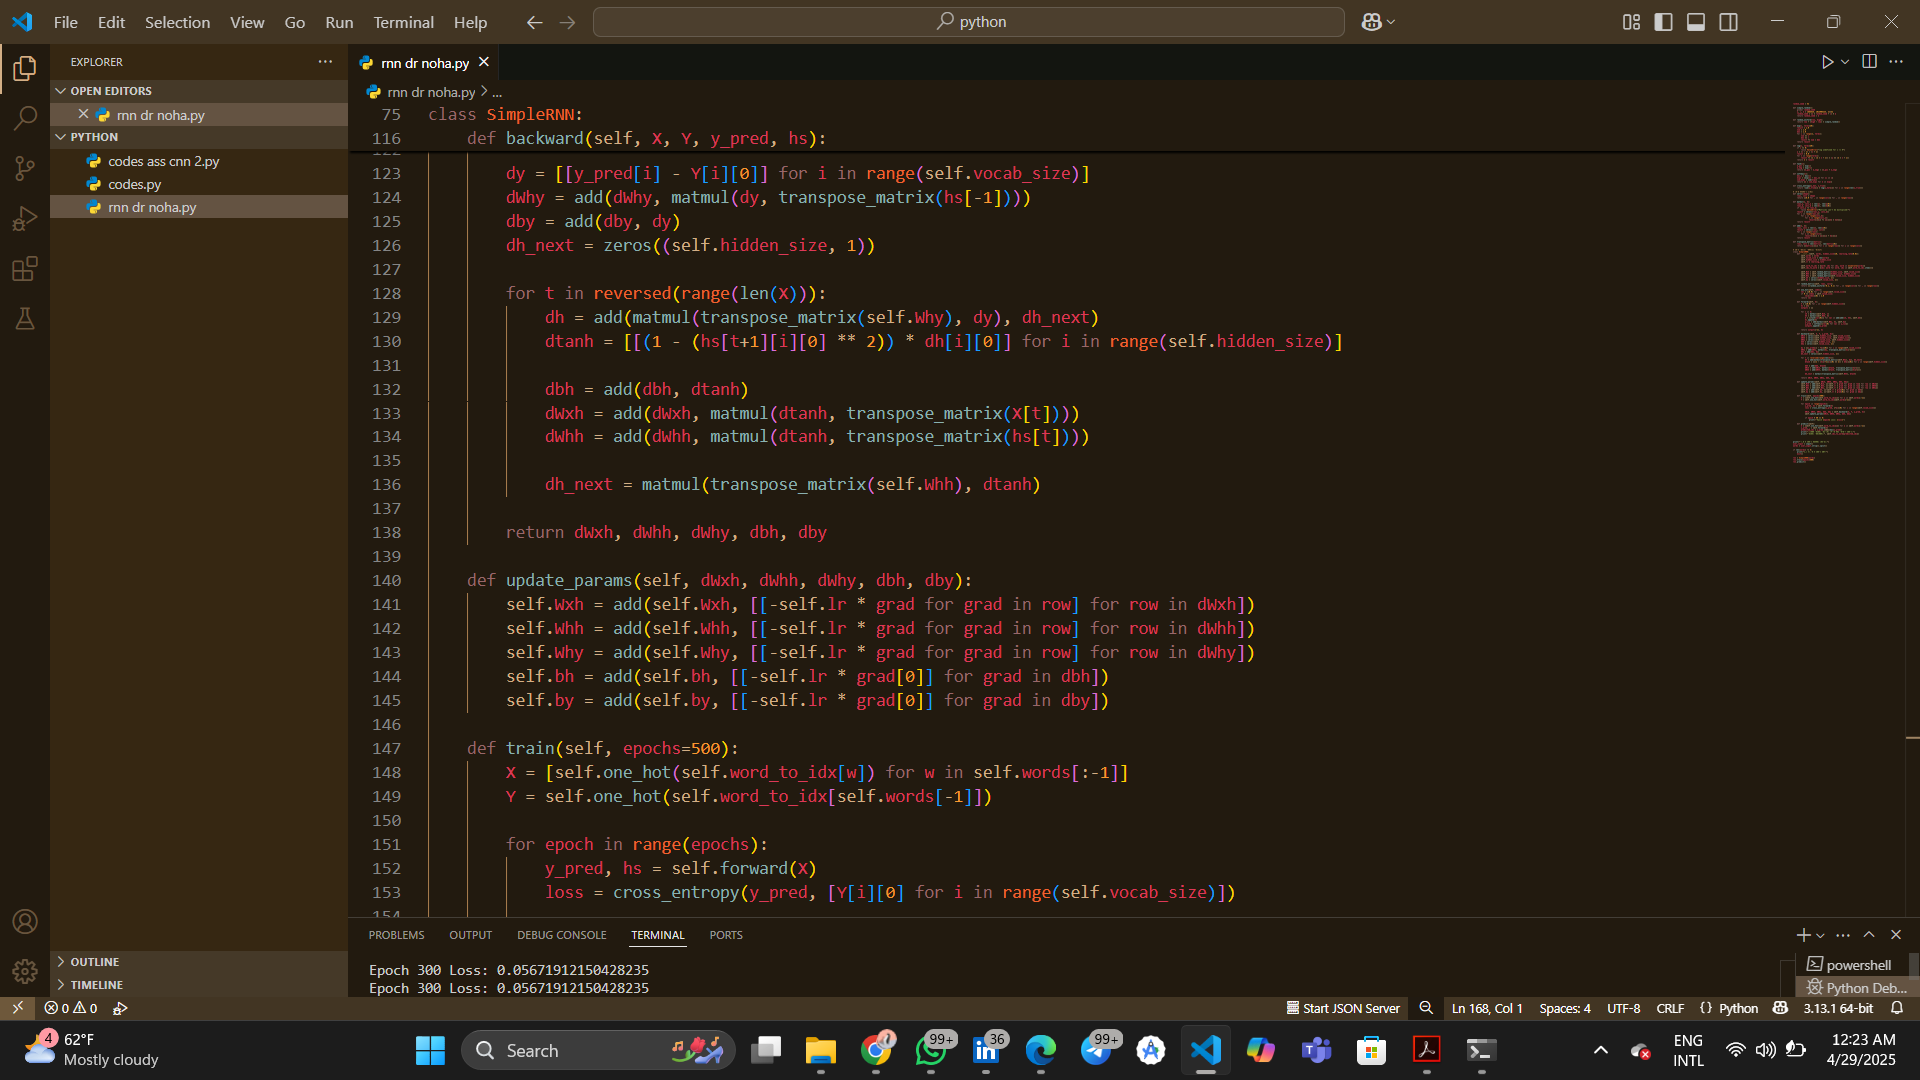 File Edit Selection View Go Run Terminal Help
python
EXPLORER
OPEN EDITORS
rnn dr noha.py
PYTHON
codes ass cnn 2.py
codes.py
rnn dr noha.py
OUTLINE
TIMELINE
rnn dr noha.py
rnn dr noha.py > ...
75 class SimpleRNN:
116 def backward(self, X, Y, y_pred, hs):
123 dy = [[y_pred[i] - Y[i][0]] for i in range(self.vocab_size)]
124 dWhy = add(dWhy, matmul(dy, transpose_matrix(hs[-1])))
125 dby = add(dby, dy)
126 dh_next = zeros((self.hidden_size, 1))
127
128 for t in reversed(range(len(X))):
129 dh = add(matmul(transpose_matrix(self.Why), dy), dh_next)
130 dtanh = [[(1 - (hs[t+1][i][0] ** 2)) * dh[i][0]] for i in range(self.hidden_size)]
131
132 dbh = add(dbh, dtanh)
133 dWxh = add(dWxh, matmul(dtanh, transpose_matrix(X[t])))
134 dWhh = add(dWhh, matmul(dtanh, transpose_matrix(hs[t])))
135
136 dh_next = matmul(transpose_matrix(self.Whh), dtanh)
137
138 return dWxh, dWhh, dWhy, dbh, dby
139
140 def update_params(self, dWxh, dWhh, dWhy, dbh, dby):
141 self.Wxh = add(self.Wxh, [[-self.lr * grad for grad in row] for row in dWxh])
142 self.Whh = add(self.Whh, [[-self.lr * grad for grad in row] for row in dWhh])
143 self.Why = add(self.Why, [[-self.lr * grad for grad in row] for row in dWhy])
144 self.bh = add(self.bh, [[-self.lr * grad[0]] for grad in dbh])
145 self.by = add(self.by, [[-self.lr * grad[0]] for grad in dby])
146
147 def train(self, epochs=500):
148 X = [self.one_hot(self.word_to_idx[w]) for w in self.words[:-1]]
149 Y = self.one_hot(self.word_to_idx[self.words[-1]])
150
151 for epoch in range(epochs):
152 y_pred, hs = self.forward(X)
153 loss = cross_entropy(y_pred, [Y[i][0] for i in range(self.vocab_size)])
154
PROBLEMS OUTPUT DEBUG CONSOLE TERMINAL PORTS
Epoch 300 Loss: 0.05671912150428235
Epoch 300 Loss: 0.05671912150428235
powershell
Python Deb...
0 0
Start JSON Server Ln 168, Col 1 Spaces: 4 UTF-8 CRLF {} Python 3.13.1 64-bit
4
62°F
Mostly cloudy
Search
99+
36
99+
ENG
INTL
12:23 AM
4/29/2025